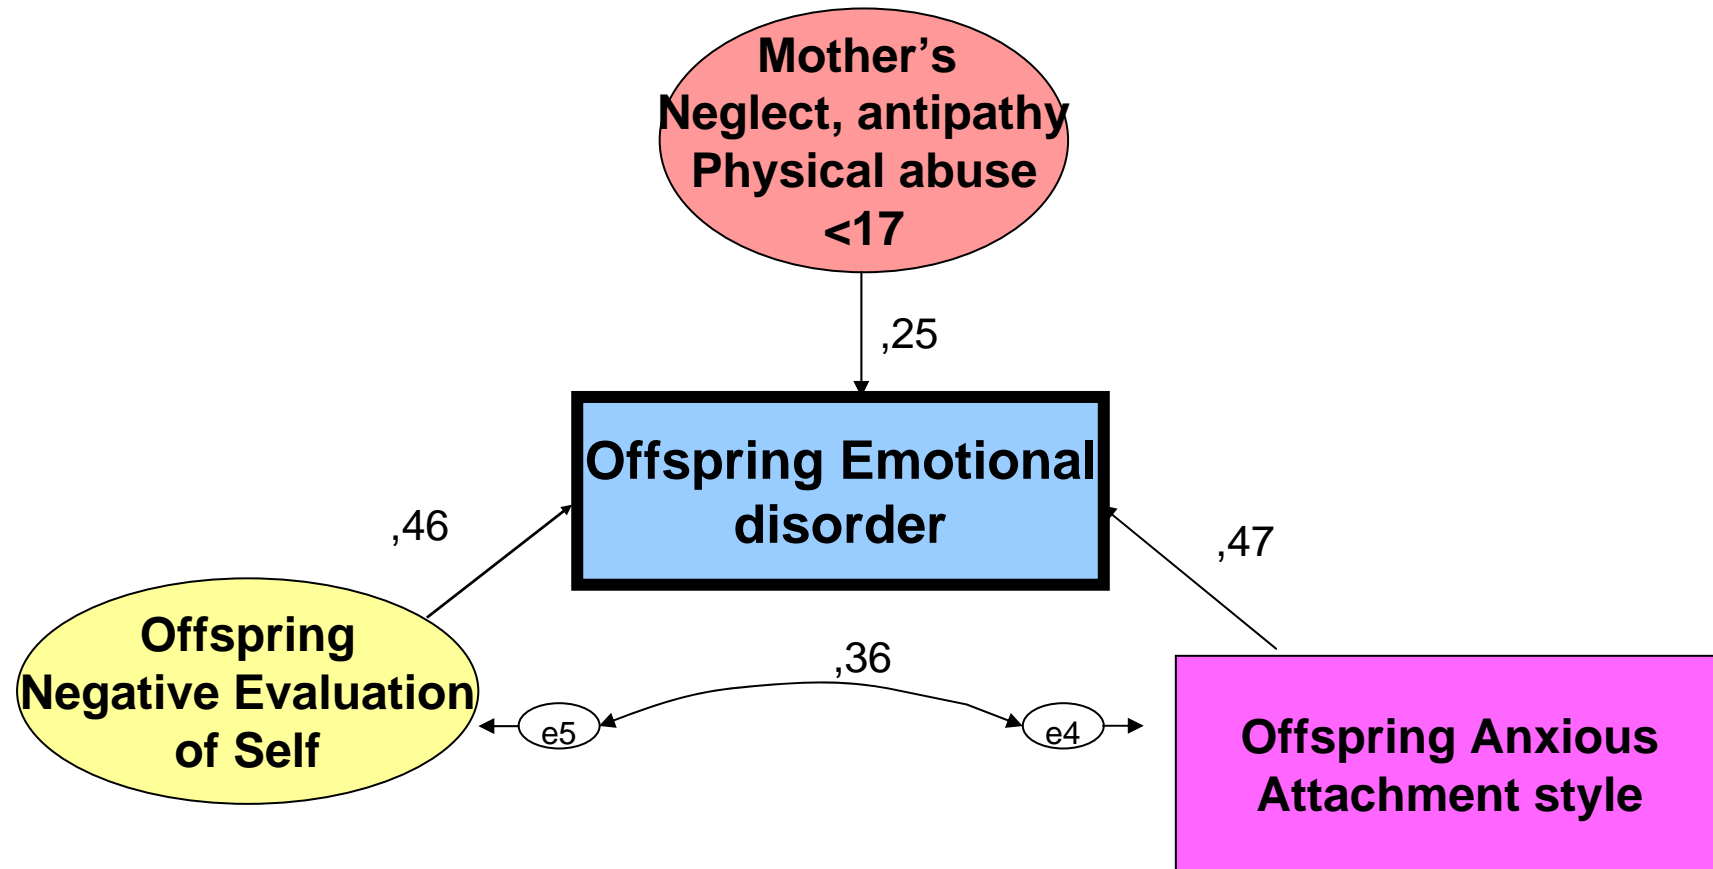 Mother’s
Neglect, antipathy
Physical abuse
<17
,25
Offspring Emotional
disorder
,46
,47
Offspring
Negative Evaluation
of Self
,36
e5
e4
Offspring Anxious
Attachment style